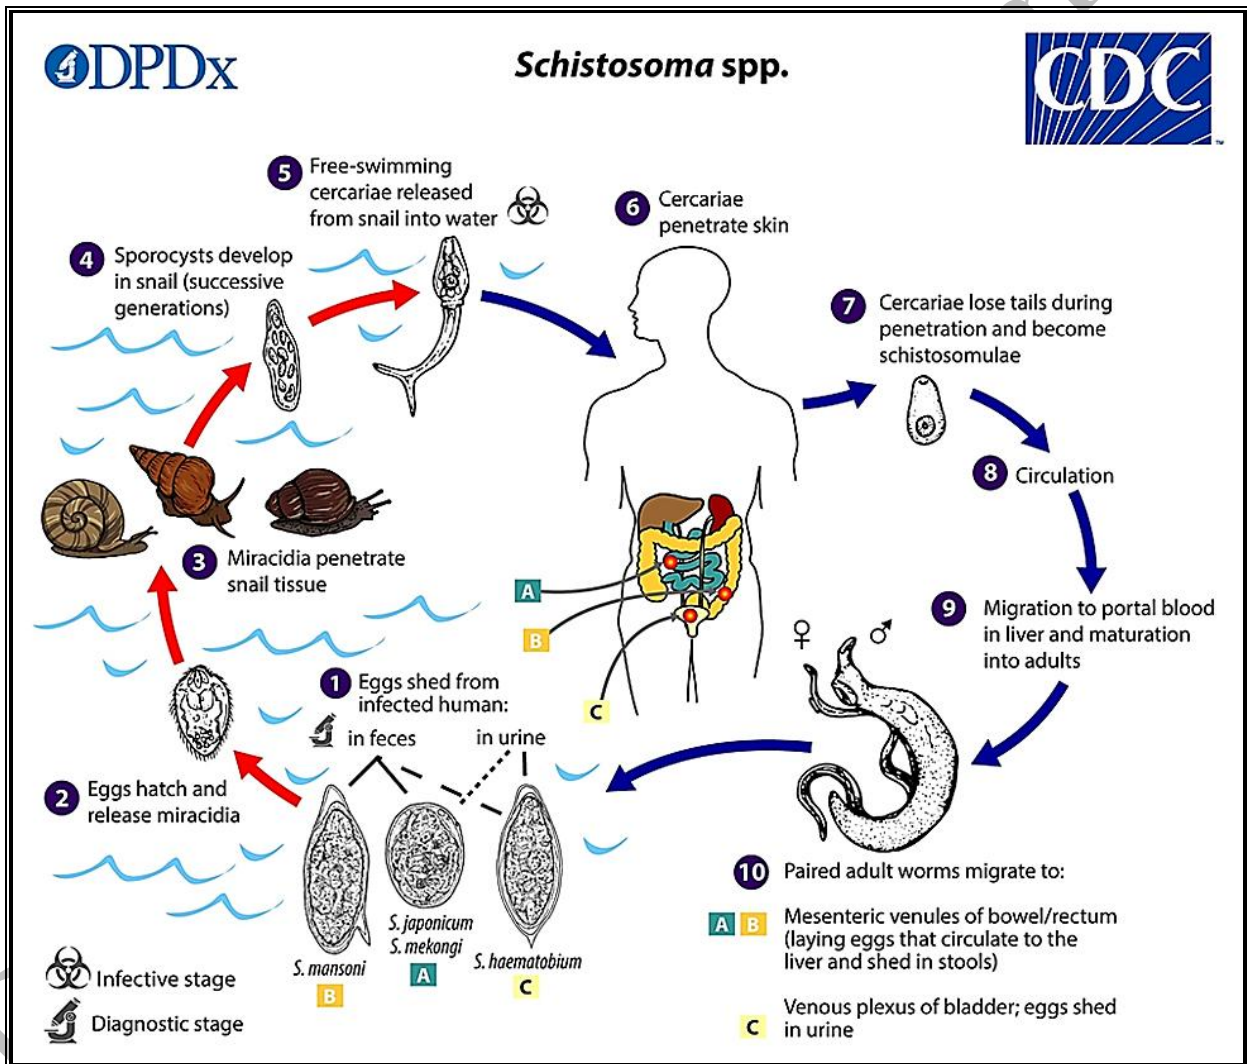 DPDx
Schistosoma spp.
CDC
TM
5 Free-swimming
cercariae released
from snail into water
6 Cercariae
penetrate skin
4 Sporocysts develop
in snail (successive
generations)
7 Cercariae lose tails during
penetration and become
schistosomulae
8 Circulation
3 Miracidia penetrate
snail tissue
A
B
C
9 Migration to portal blood
in liver and maturation
into adults
♀ ♂
1 Eggs shed from
infected human:
in feces
in urine
2 Eggs hatch and
release miracidia
S. mansoni
B
S. japonicum
S. mekongi
A
S. haematobium
C
10 Paired adult worms migrate to:
A B Mesenteric venules of bowel/rectum
(laying eggs that circulate to the
liver and shed in stools)
C Venous plexus of bladder; eggs shed
in urine
Infective stage
Diagnostic stage